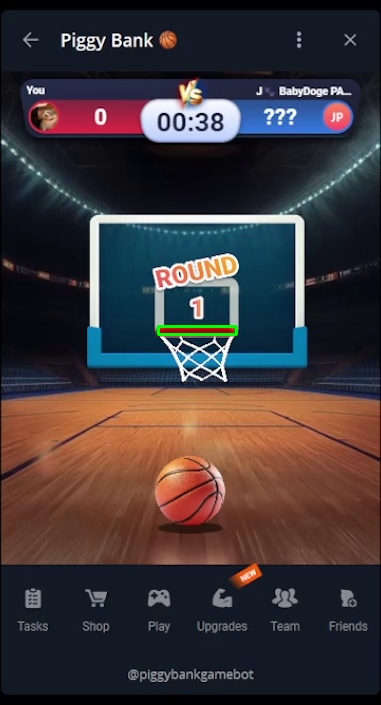 Piggy Bank 🏀
You
VS
J 🐾 BabyDoge PA...
0
00:38
???
JP
ROUND
1
NEW
Tasks
Shop
Play
Upgrades
Team
Friends
@piggybankgamebot